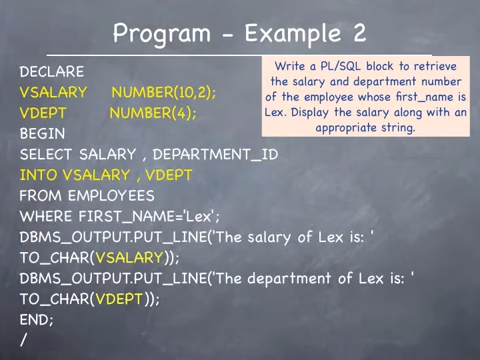 Program - Example 2
Write a PL/SQL block to retrieve
the salary and department number
of the employee whose first_name is
Lex. Display the salary along with an
appropriate string.
DECLARE
VSALARY NUMBER(10,2);
VDEPT NUMBER(4);
BEGIN
SELECT SALARY , DEPARTMENT_ID
INTO VSALARY , VDEPT
FROM EMPLOYEES
WHERE FIRST_NAME='Lex';
DBMS_OUTPUT.PUT_LINE('The salary of Lex is: '
TO_CHAR(VSALARY));
DBMS_OUTPUT.PUT_LINE('The department of Lex is: '
TO_CHAR(VDEPT));
END;
/